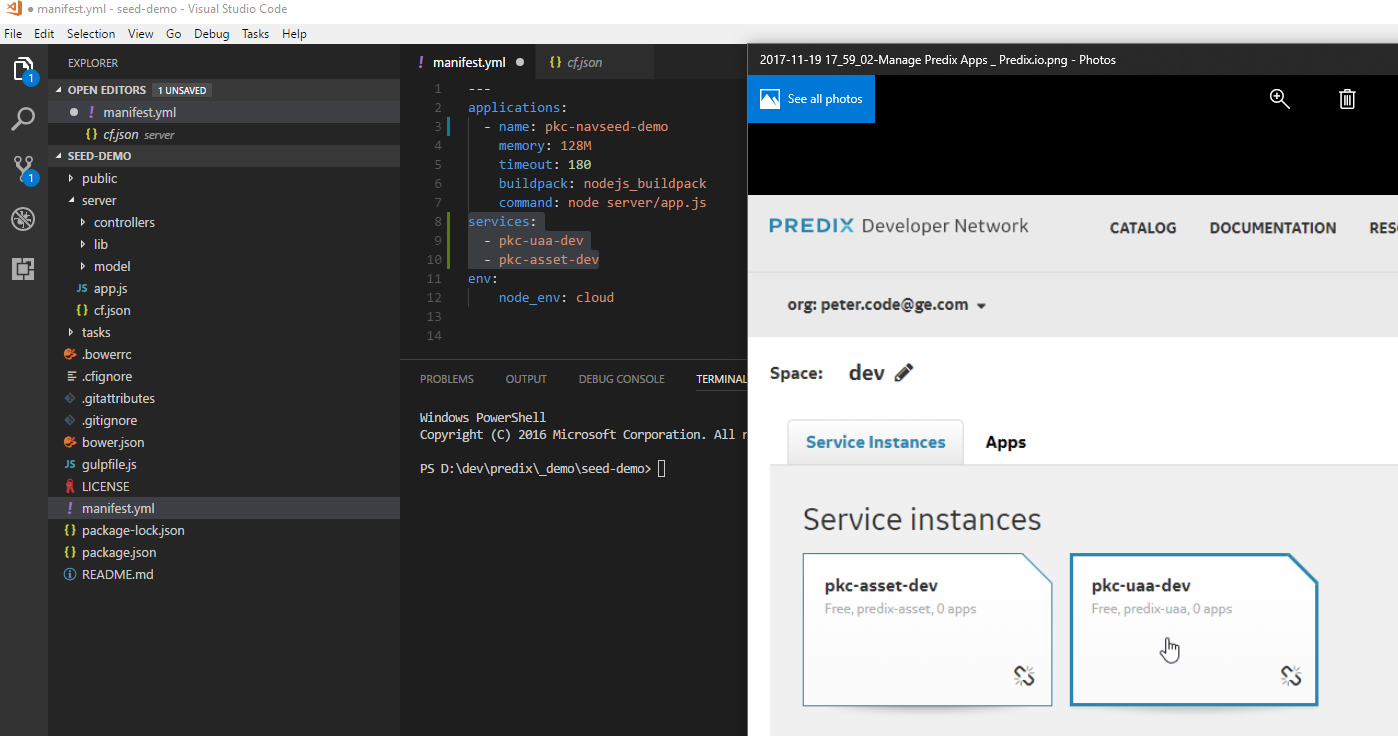 ● manifest.yml - seed-demo - Visual Studio Code
File Edit Selection View Go Debug Tasks Help
EXPLORER
OPEN EDITORS 1 UNSAVED
● ! manifest.yml
{} cf.json server
SEED-DEMO
public
server
controllers
lib
model
JS app.js
{} cf.json
tasks
.bowerrc
.cfignore
.gitattributes
.gitignore
bower.json
JS gulpfile.js
LICENSE
! manifest.yml
{} package-lock.json
{} package.json
README.md
1
1
! manifest.yml ●
{} cf.json
1 ---
2 applications:
3 - name: pkc-navseed-demo
4 memory: 128M
5 timeout: 180
6 buildpack: nodejs_buildpack
7 command: node server/app.js
8 services:
9 - pkc-uaa-dev
10 - pkc-asset-dev
11 env:
12 node_env: cloud
13
14
PROBLEMS OUTPUT DEBUG CONSOLE TERMINAL
Windows PowerShell
Copyright (C) 2016 Microsoft Corporation. All r
PS D:\dev\predix\_demo\seed-demo>
2017-11-19 17_59_02-Manage Predix Apps _ Predix.io.png - Photos
See all photos
PREDIX Developer Network
CATALOG DOCUMENTATION RES
org: peter.code@ge.com
Space: dev
Service Instances Apps
Service instances
pkc-asset-dev
Free, predix-asset, 0 apps
pkc-uaa-dev
Free, predix-uaa, 0 apps